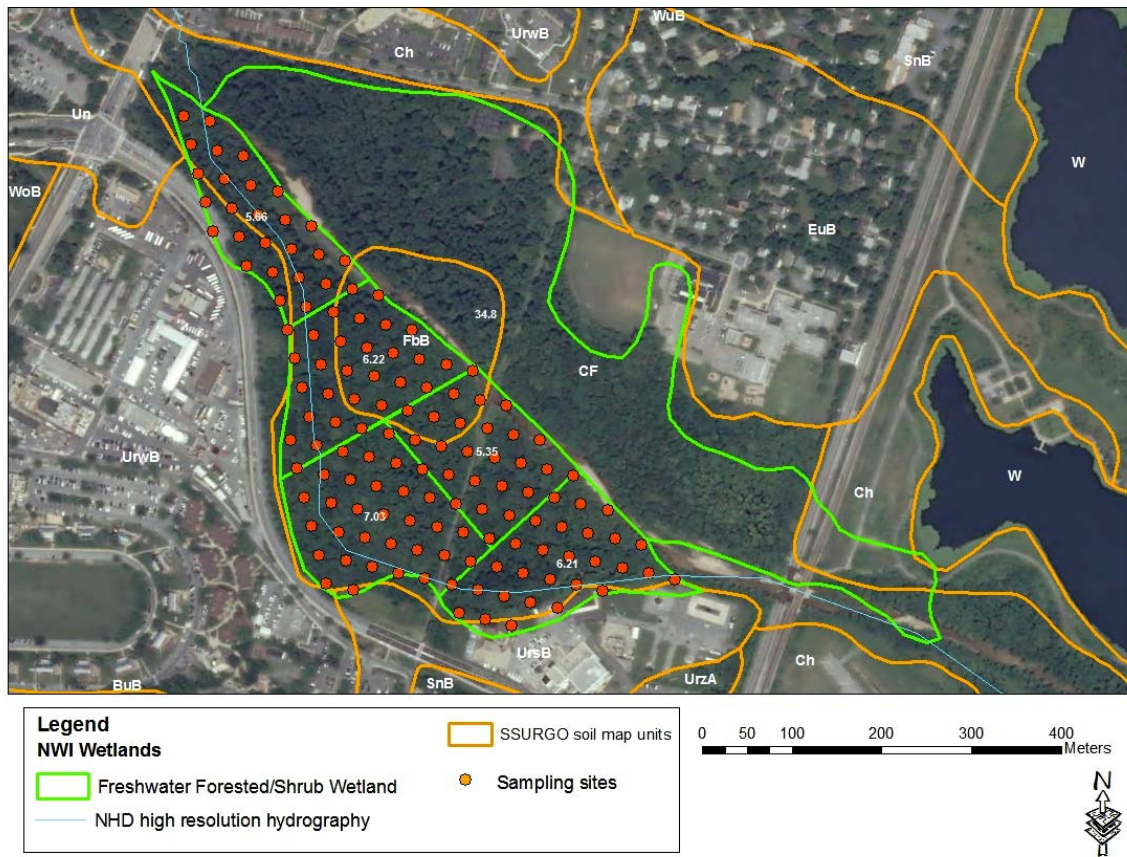 WuB
UrwB
Ch
SnB
Un
W
WoB
5.66
EuB
34.8
FbB
6.22
CF
5.35
UrwB
Ch
W
7.03
6.21
UrsB
Ch
BuB
SnB
UrzA
Legend
NWI Wetlands
Freshwater Forested/Shrub Wetland
NHD high resolution hydrography
SSURGO soil map units
Sampling sites
0 50 100 200 300 400
Meters
N